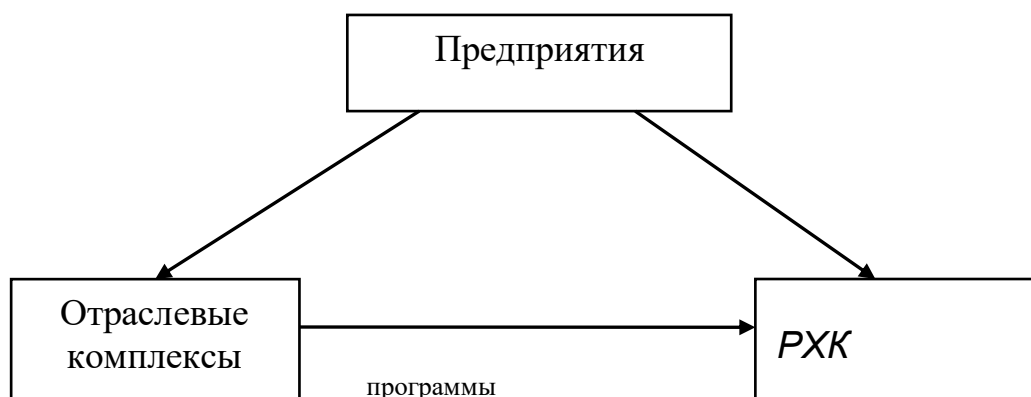 Предприятия
Отраслевые
комплексы
РХК
программы